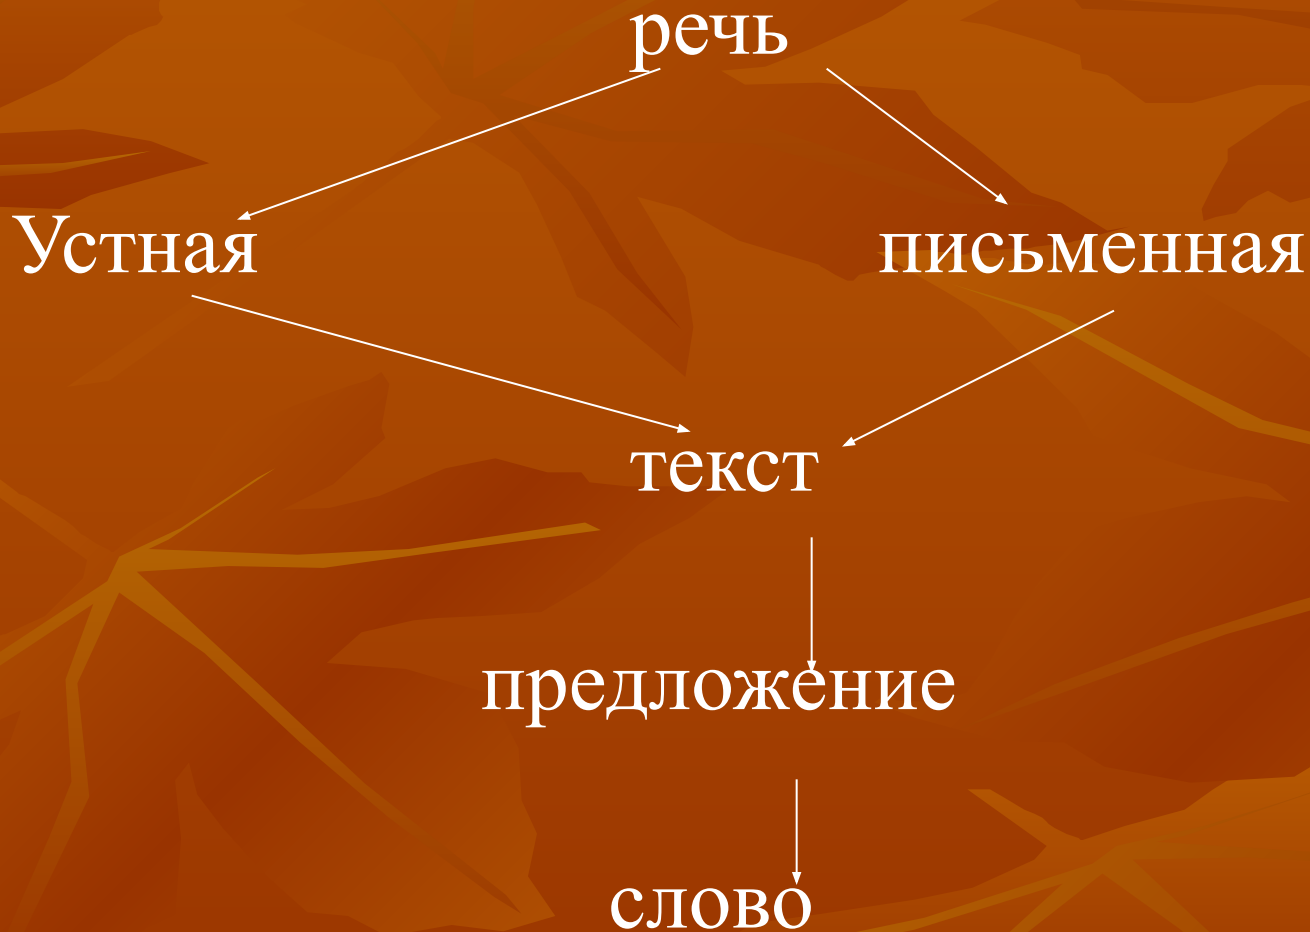 речь
Устная
письменная
текст
предложение
слово